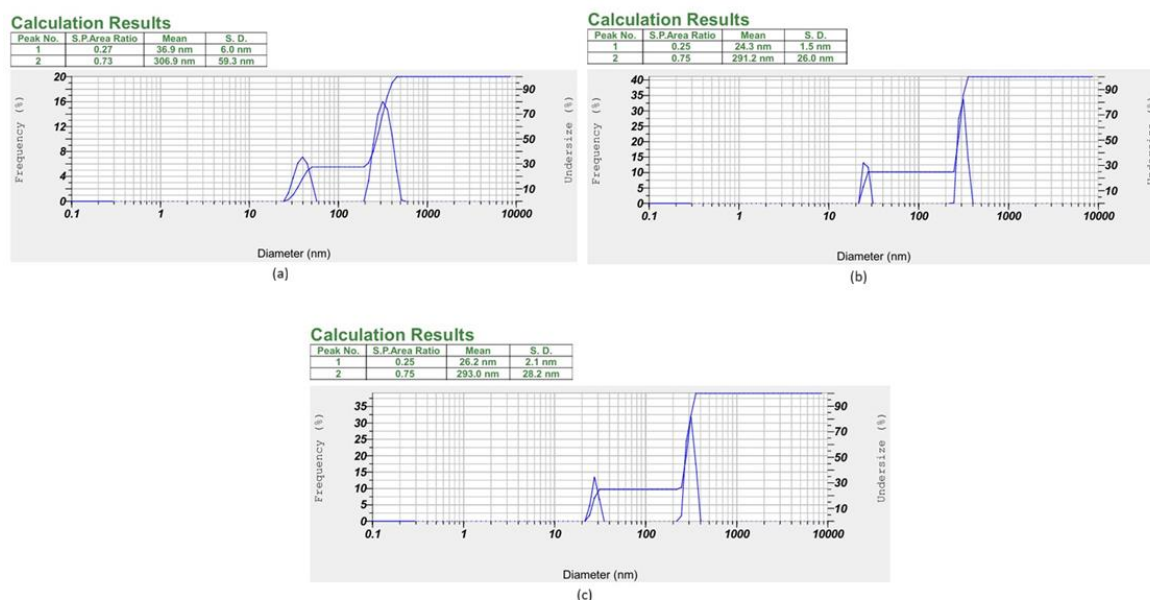 Calculation Results
Peak No. S.P.Area Ratio Mean S. D.
1 0.27 36.9 nm 6.0 nm
2 0.73 306.9 nm 59.3 nm
Frequency (%)
20
16
12
8
4
0
Undersize (%)
90
70
50
30
10
0.1 1 10 100 1000 10000
Diameter (nm)
(a)
Calculation Results
Peak No. S.P.Area Ratio Mean S. D.
1 0.25 24.3 nm 1.5 nm
2 0.75 291.2 nm 26.0 nm
Frequency (%)
40
35
30
25
20
15
10
5
0
Undersize (%)
90
70
50
30
10
0.1 1 10 100 1000 10000
Diameter (nm)
(b)
Calculation Results
Peak No. S.P.Area Ratio Mean S. D.
1 0.25 26.2 nm 2.1 nm
2 0.75 293.0 nm 28.2 nm
Frequency (%)
35
30
25
20
15
10
5
0
Undersize (%)
90
70
50
30
10
0.1 1 10 100 1000 10000
Diameter (nm)
(c)